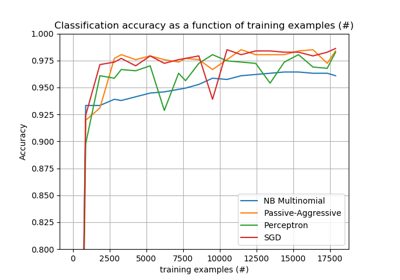 Classification accuracy as a function of training examples (#)
1.000
0.975
0.950
0.925
0.900
0.875
0.850
0.825
0.800
Accuracy
NB Multinomial
Passive-Aggressive
Perceptron
SGD
0 2500 5000 7500 10000 12500 15000 17500
training examples (#)